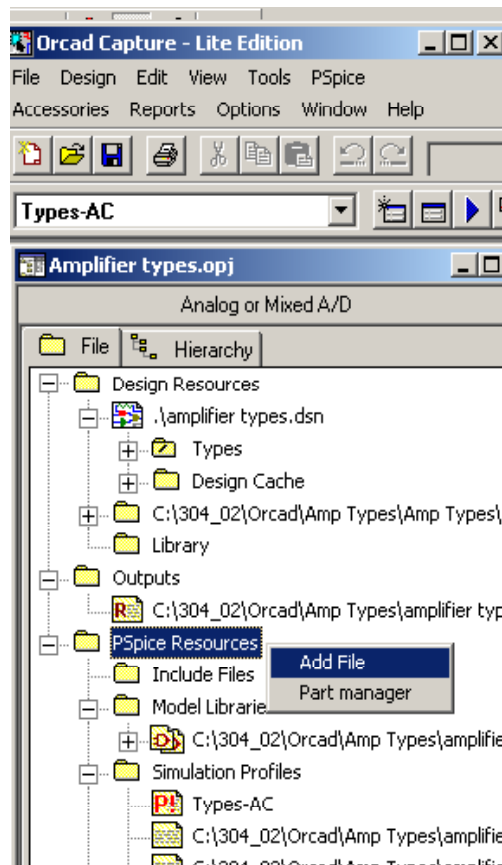 Orcad Capture - Lite Edition
File Design Edit View Tools PSpice
Accessories Reports Options Window Help
Types-AC
Amplifier types.opj
Analog or Mixed A/D
File Hierarchy
Design Resources
.\amplifier types.dsn
Types
Design Cache
C:\304_02\Orcad\Amp Types\Amp Types\
Library
Outputs
C:\304_02\Orcad\Amp Types\amplifier typ
PSpice Resources
Add File
Include Files
Part manager
Model Librarie
C:\304_02\Orcad\Amp Types\amplifie
Simulation Profiles
Types-AC
C:\304_02\Orcad\Amp Types\amplifie